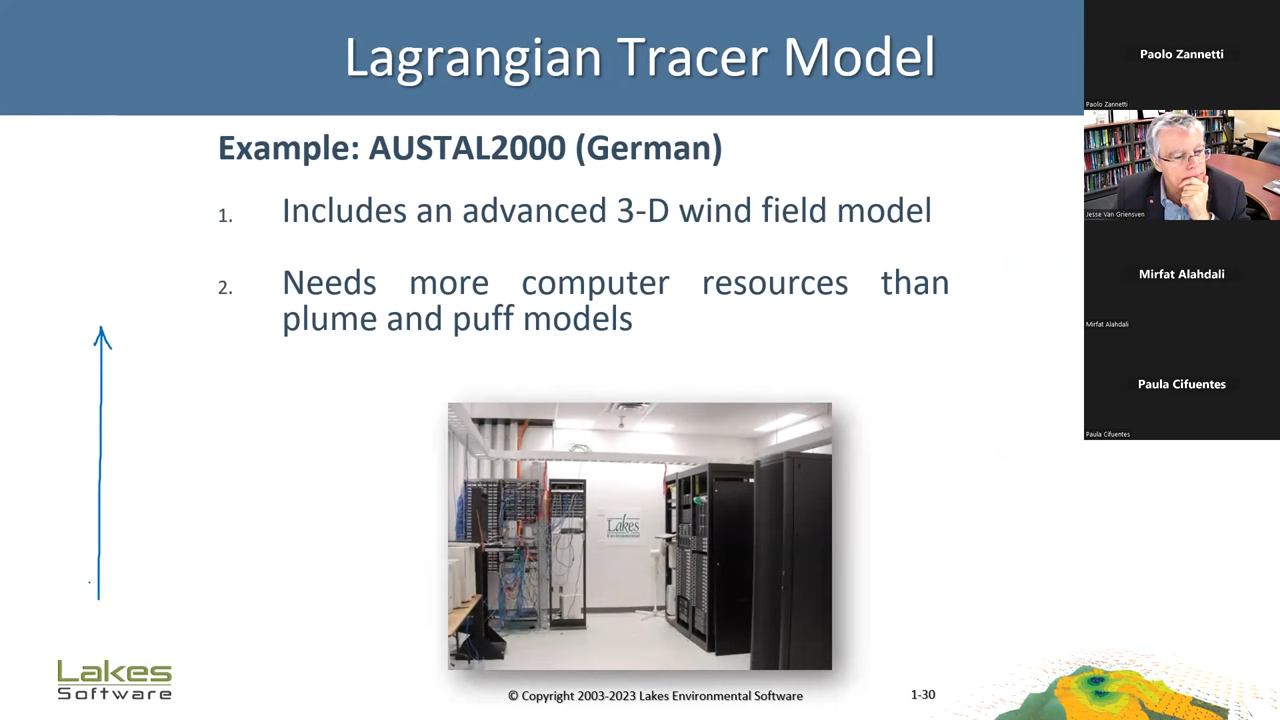 Lagrangian Tracer Model
Example: AUSTAL2000 (German)
1. Includes an advanced 3-D wind field model
2. Needs more computer resources than
plume and puff models
Lakes
Environmental
Lakes
Software
© Copyright 2003-2023 Lakes Environmental Software
1-30
Paolo Zannetti
Paolo Zannetti
Jesse Van Griensven
Mirfat Alahdali
Mirfat Alahdali
Paula Cifuentes
Paula Cifuentes